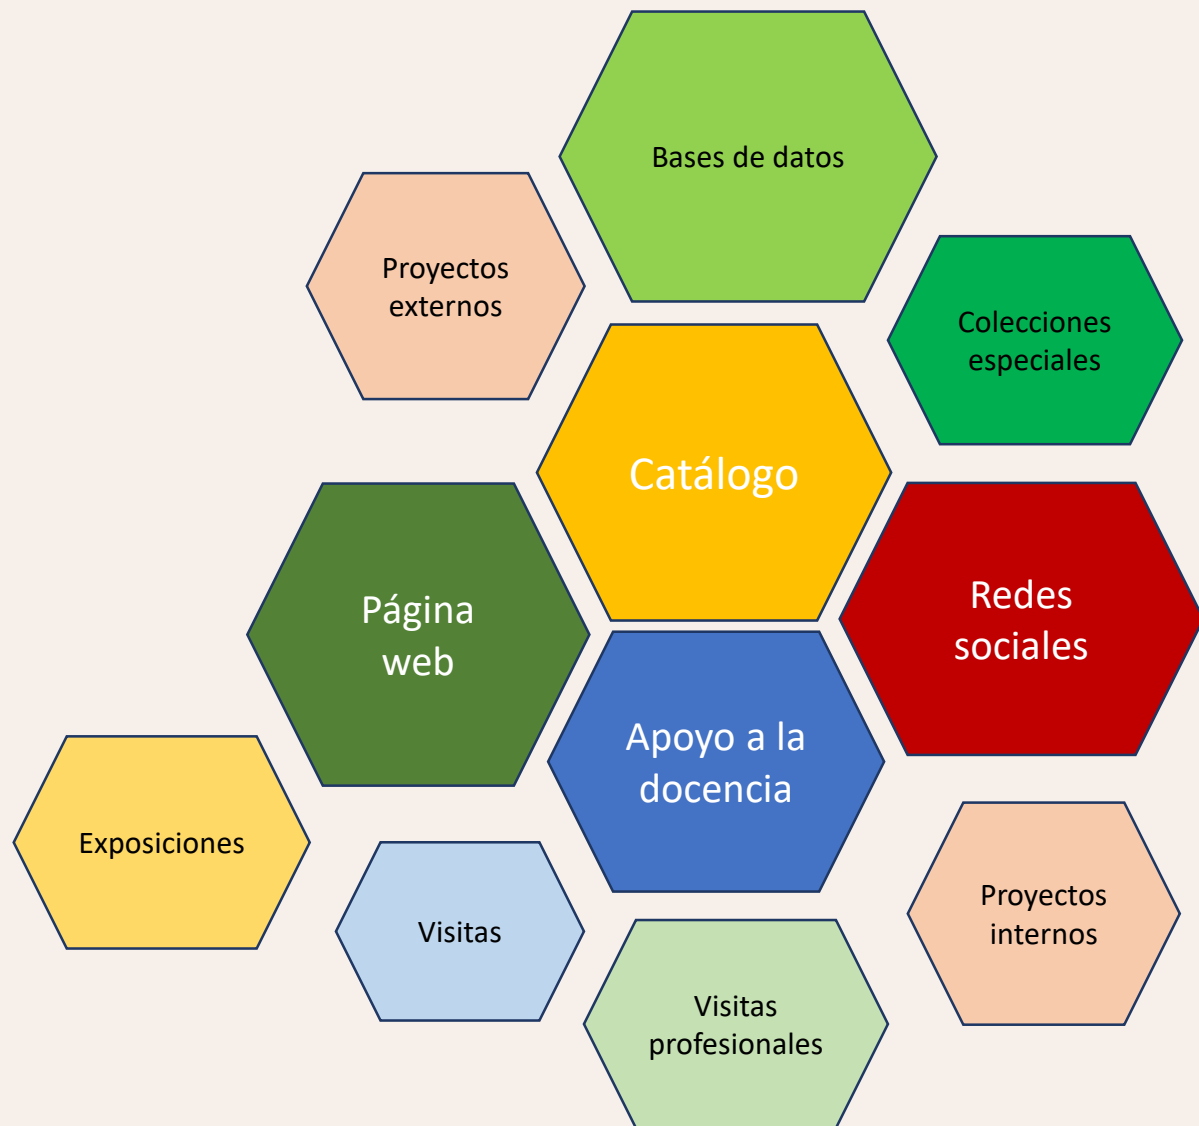 Bases de datos
Proyectos
externos
Colecciones
especiales
Catálogo
Página
web
Redes
sociales
Apoyo a la
docencia
Exposiciones
Visitas
Proyectos
internos
Visitas
profesionales